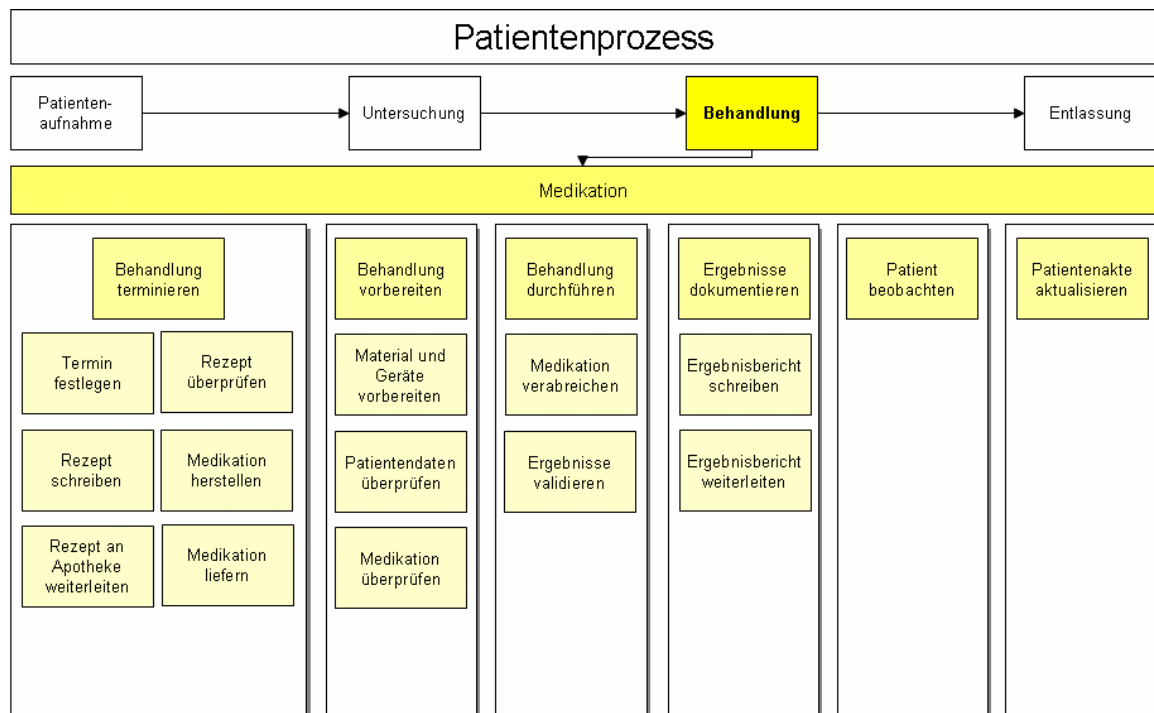 Patientenprozess
Patienten-
aufnahme
Untersuchung
Behandlung
Entlassung
Medikation
Behandlung
terminieren
Termin
festlegen
Rezept
überprüfen
Rezept
schreiben
Medikation
herstellen
Rezept an
Apotheke
weiterleiten
Medikation
liefern
Behandlung
vorbereiten
Material und
Geräte
vorbereiten
Patientendaten
überprüfen
Medikation
überprüfen
Behandlung
durchführen
Medikation
verabreichen
Ergebnisse
validieren
Ergebnisse
dokumentieren
Ergebnisbericht
schreiben
Ergebnisbericht
weiterleiten
Patient
beobachten
Patientenakte
aktualisieren